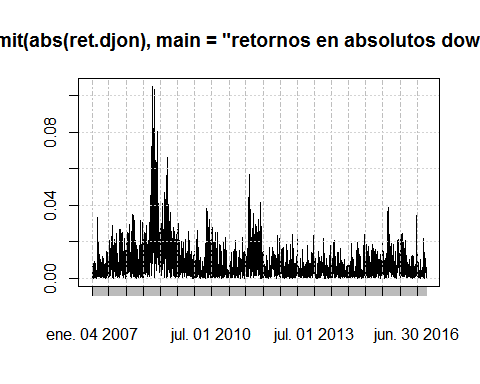 mit(abs(ret.djon), main = "retornos en absolutos dow
0.08
0.04
0.00
ene. 04 2007 jul. 01 2010 jul. 01 2013 jun. 30 2016